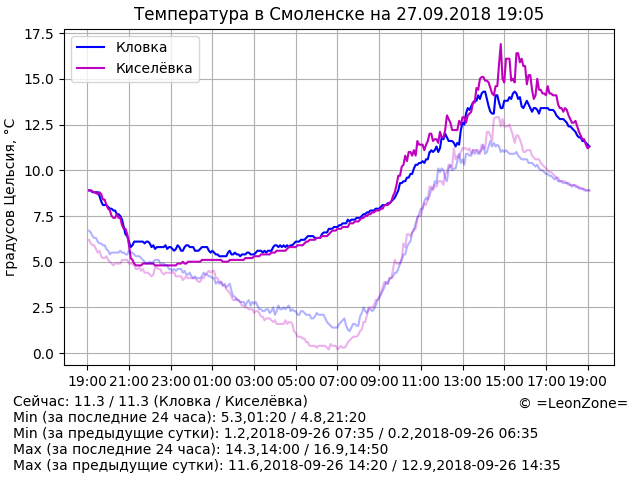 Температура в Смоленске на 27.09.2018 19:05
17.5
15.0
12.5
10.0
7.5
5.0
2.5
0.0
градусов Цельсия, °C
Кловка
Киселёвка
19:00 21:00 23:00 01:00 03:00 05:00 07:00 09:00 11:00 13:00 15:00 17:00 19:00
Сейчас: 11.3 / 11.3 (Кловка / Киселёвка)
© =LeonZone=
Min (за последние 24 часа): 5.3,01:20 / 4.8,21:20
Min (за предыдущие сутки): 1.2,2018-09-26 07:35 / 0.2,2018-09-26 06:35
Max (за последние 24 часа): 14.3,14:00 / 16.9,14:50
Max (за предыдущие сутки): 11.6,2018-09-26 14:20 / 12.9,2018-09-26 14:35